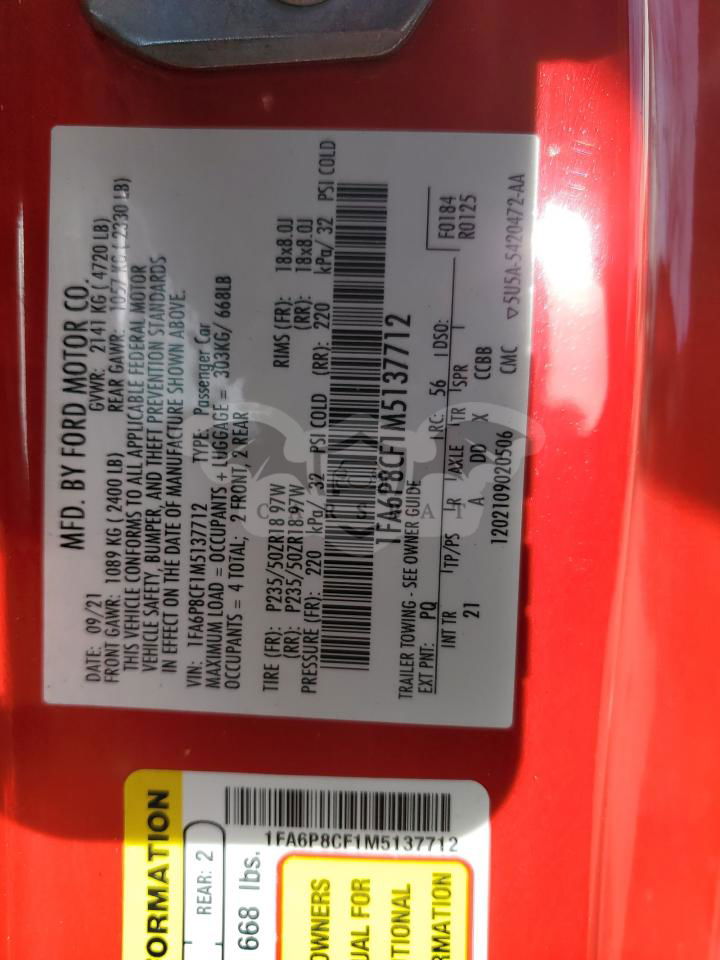 MFD. BY FORD MOTOR CO.
DATE: 09/21 GVWR: 2141 KG ( 4720 LB)
FRONT GAWR: 1089 KG ( 2400 LB) REAR GAWR: 1057 KG ( 2330 LB)
THIS VEHICLE CONFORMS TO ALL APPLICABLE FEDERAL MOTOR
VEHICLE SAFETY, BUMPER, AND THEFT PREVENTION STANDARDS
IN EFFECT ON THE DATE OF MANUFACTURE SHOWN ABOVE.
VIN: 1FA6P8CF1M5137712 TYPE: Passenger Car
MAXIMUM LOAD = OCCUPANTS + LUGGAGE = 303KG/ 668LB
OCCUPANTS = 4 TOTAL; 2 FRONT, 2 REAR
TIRE (FR): P235/50ZR18 97W RIMS (FR): 18x8.0J
(RR): P235/50ZR18 97W (RR): 18x8.0J
PRESSURE (FR): 220 kPa/ 32 PSI COLD (RR): 220 kPa/ 32 PSI COLD
1FA6P8CF1M5137712
TRAILER TOWING - SEE OWNER GUIDE
EXT PNT: PQ RC: 56 DSO: F0184
R0125
INT TR TP/PS R AXLE TR SPR
21 A DD X CCBB
1202109020506 CMC ▽5U5A-5420472-AA
ORMATION
REAR: 2
668 lbs.
1FA6P8CF1M5137712
OWNERS
UAL FOR
TIONAL
RMATION